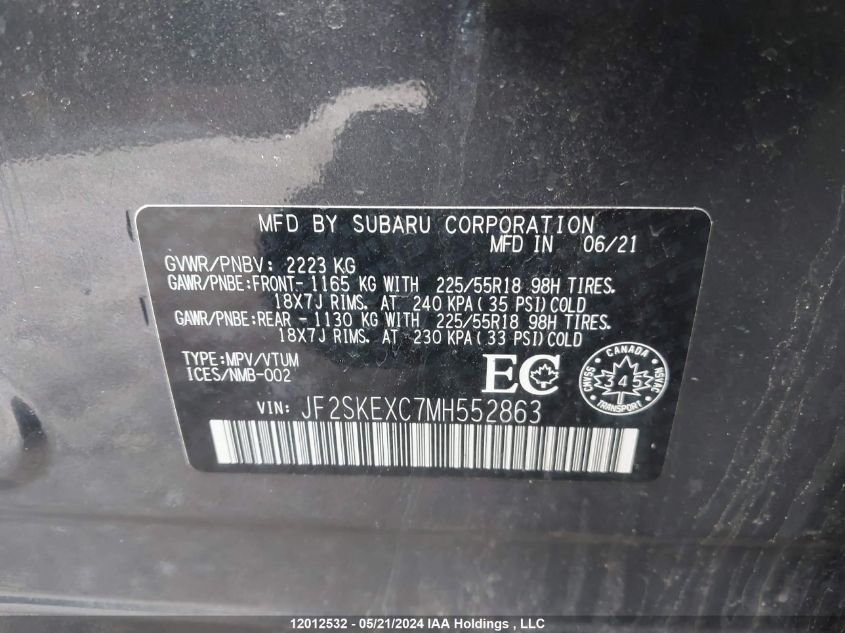 MFD BY SUBARU CORPORATION
MFD IN 06/21
GVWR/PNBV: 2223 KG
GAWR/PNBE:FRONT- 1165 KG WITH 225/55R18 98H TIRES.
18X7J RIMS. AT 240 KPA(35 PSI)COLD
GAWR/PNBE:REAR - 1130 KG WITH 225/55R18 98H TIRES.
18X7J RIMS. AT 230 KPA(33 PSI)COLD
TYPE:MPV/VTUM
ICES/NMB-002
EC
CANADA
CMVSS
NSVAC
345
TRANSPORT
VIN: JF2SKEXC7MH552863
12012532 - 05/21/2024 IAA Holdings, LLC